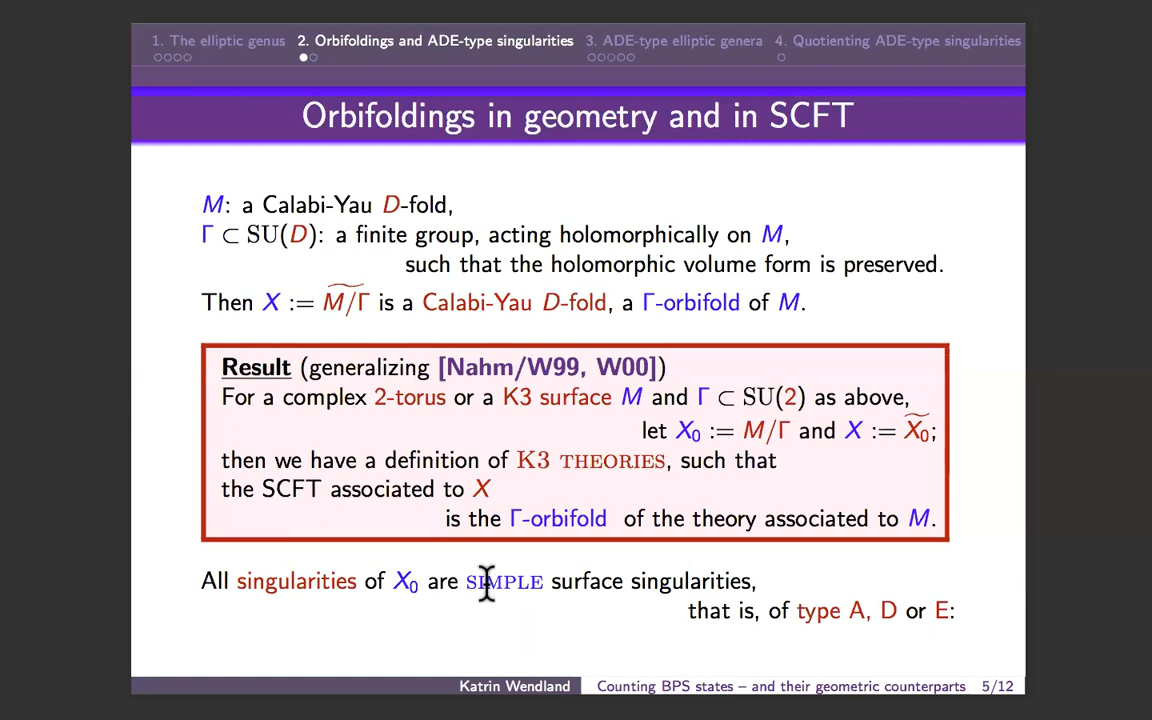 1. The elliptic genus 2. Orbifoldings and ADE-type singularities 3. ADE-type elliptic genera 4. Quotienting ADE-type singularities
Orbifoldings in geometry and in SCFT
M: a Calabi-Yau D-fold,
Γ ⊂ SU(D): a finite group, acting holomorphically on M,
such that the holomorphic volume form is preserved.
Then X := \widetilde{M/Γ} is a Calabi-Yau D-fold, a Γ-orbifold of M.
Result (generalizing [Nahm/W99, W00])
For a complex 2-torus or a K3 surface M and Γ ⊂ SU(2) as above,
let X₀ := M/Γ and X := \widetilde{X₀};
then we have a definition of K3 THEORIES, such that
the SCFT associated to X
is the Γ-orbifold of the theory associated to M.
All singularities of X₀ are SIMPLE surface singularities,
that is, of type A, D or E:
Katrin Wendland Counting BPS states – and their geometric counterparts 5/12